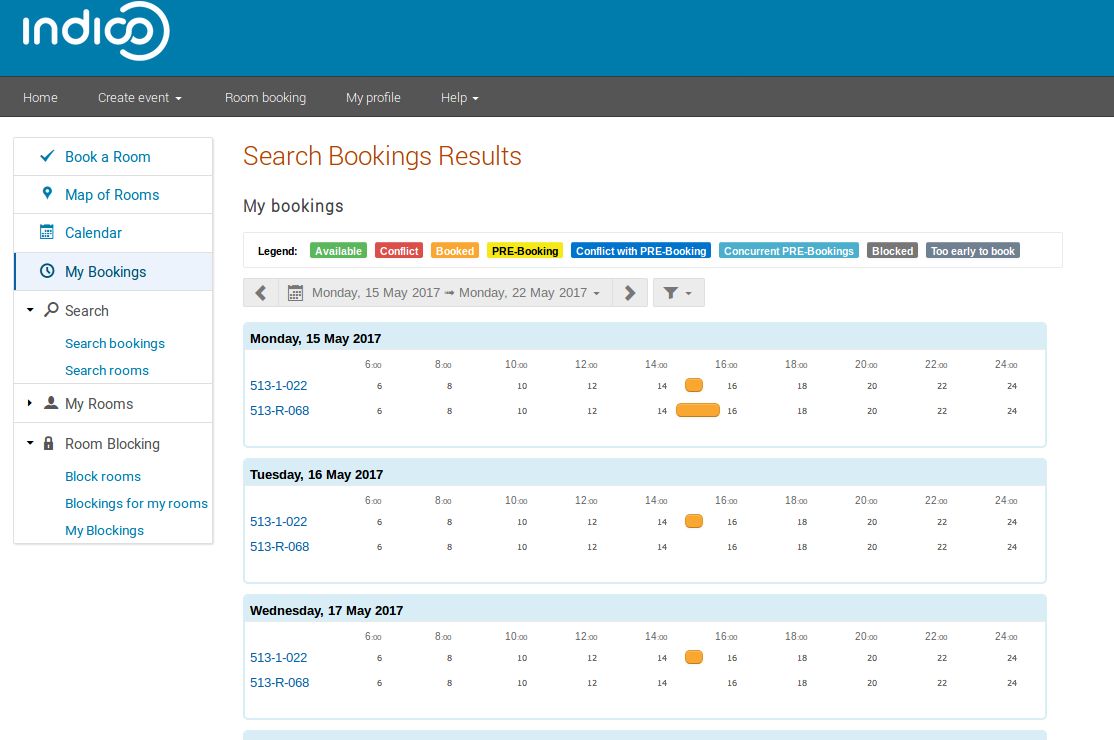 indico
Home Create event Room booking My profile Help
Book a Room
Map of Rooms
Calendar
My Bookings
Search
Search bookings
Search rooms
My Rooms
Room Blocking
Block rooms
Blockings for my rooms
My Blockings
Search Bookings Results
My bookings
Legend: Available Conflict Booked PRE-Booking Conflict with PRE-Booking Concurrent PRE-Bookings Blocked Too early to book
Monday, 15 May 2017 ➞ Monday, 22 May 2017
Monday, 15 May 2017
6:00 8:00 10:00 12:00 14:00 16:00 18:00 20:00 22:00 24:00
513-1-022 6 8 10 12 14 16 18 20 22 24
513-R-068 6 8 10 12 14 16 18 20 22 24
Tuesday, 16 May 2017
6:00 8:00 10:00 12:00 14:00 16:00 18:00 20:00 22:00 24:00
513-1-022 6 8 10 12 14 16 18 20 22 24
513-R-068 6 8 10 12 14 16 18 20 22 24
Wednesday, 17 May 2017
6:00 8:00 10:00 12:00 14:00 16:00 18:00 20:00 22:00 24:00
513-1-022 6 8 10 12 14 16 18 20 22 24
513-R-068 6 8 10 12 14 16 18 20 22 24